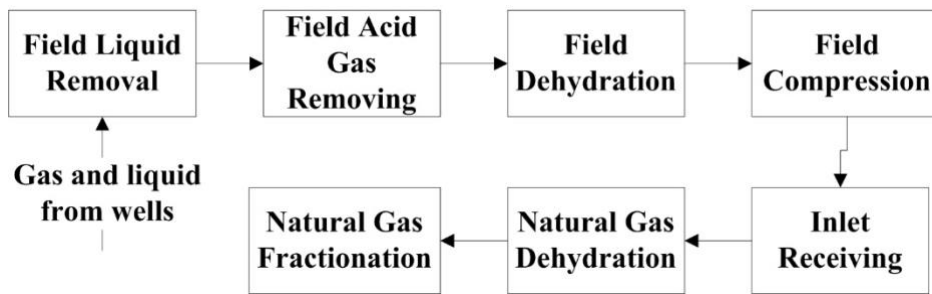 Field Liquid
Removal
Field Acid
Gas
Removing
Field
Dehydration
Field
Compression
Gas and liquid
from wells
Natural Gas
Fractionation
Natural Gas
Dehydration
Inlet
Receiving